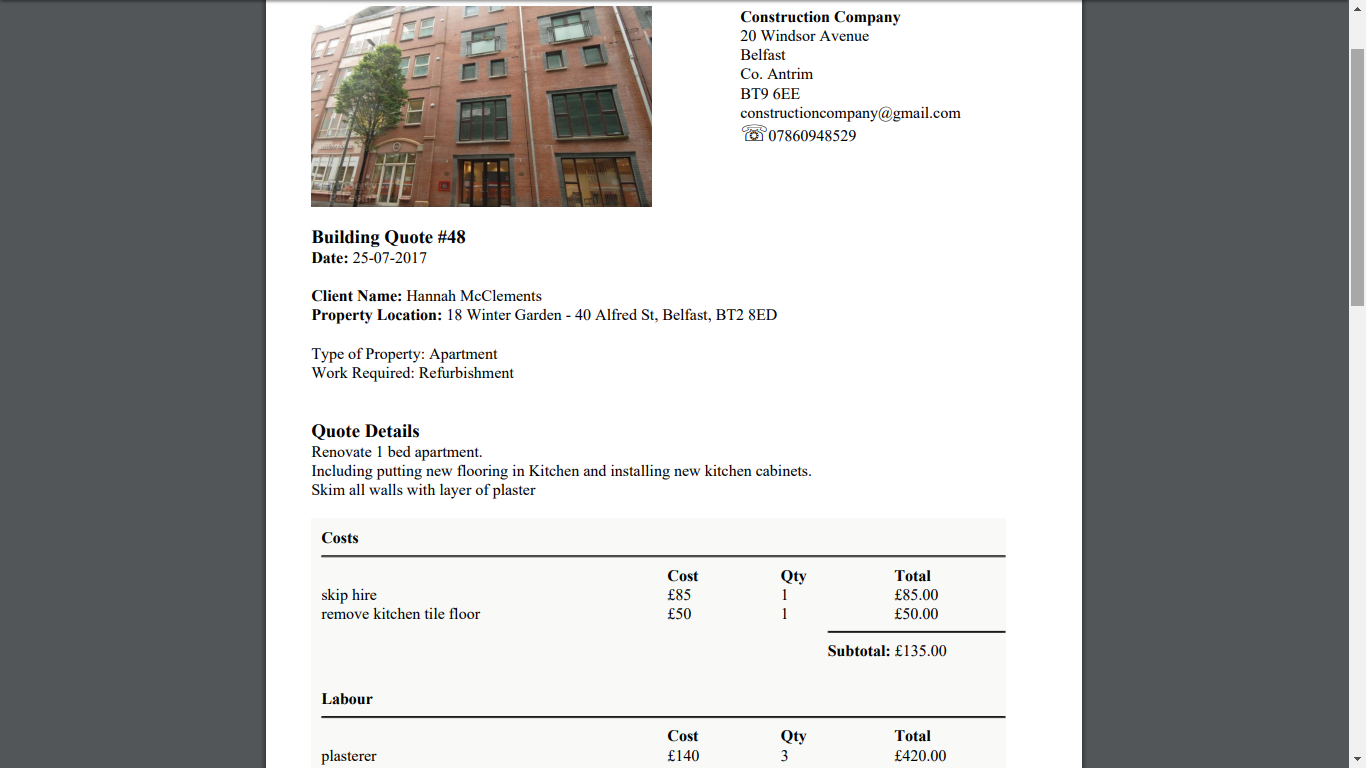 Construction Company
20 Windsor Avenue
Belfast
Co. Antrim
BT9 6EE
constructioncompany@gmail.com
☏07860948529
Building Quote #48
Date: 25-07-2017
Client Name: Hannah McClements
Property Location: 18 Winter Garden - 40 Alfred St, Belfast, BT2 8ED
Type of Property: Apartment
Work Required: Refurbishment
Quote Details
Renovate 1 bed apartment.
Including putting new flooring in Kitchen and installing new kitchen cabinets.
Skim all walls with layer of plaster
Costs
Cost Qty Total
skip hire £85 1 £85.00
remove kitchen tile floor £50 1 £50.00
Subtotal: £135.00
Labour
Cost Qty Total
plasterer £140 3 £420.00